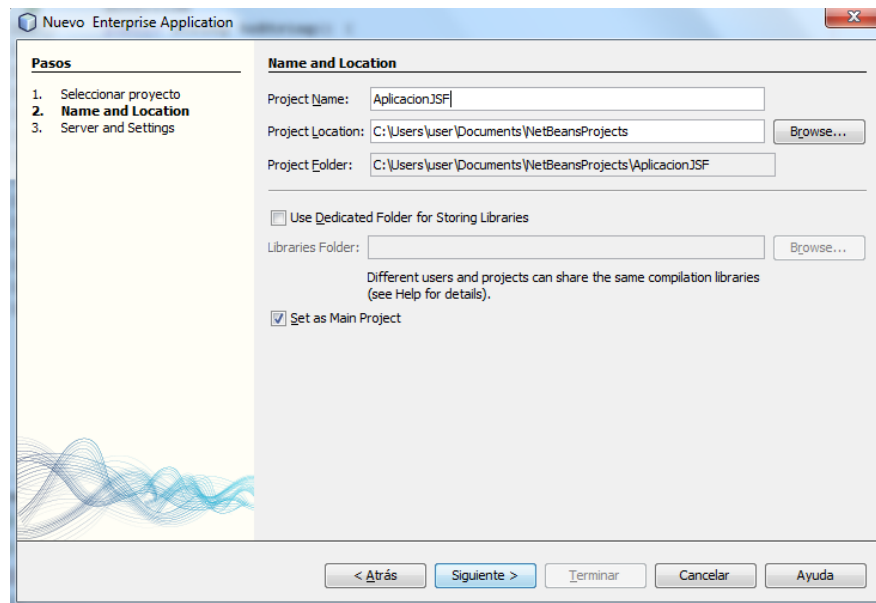 Nuevo Enterprise Application
Pasos
1. Seleccionar proyecto
2. Name and Location
3. Server and Settings
Name and Location
Project Name: AplicacionJSF
Project Location: C:\Users\user\Documents\NetBeansProjects Browse...
Project Folder: C:\Users\user\Documents\NetBeansProjects\AplicacionJSF
Use Dedicated Folder for Storing Libraries
Libraries Folder: Browse...
Different users and projects can share the same compilation libraries
(see Help for details).
Set as Main Project
< Atrás Siguiente > Terminar Cancelar Ayuda